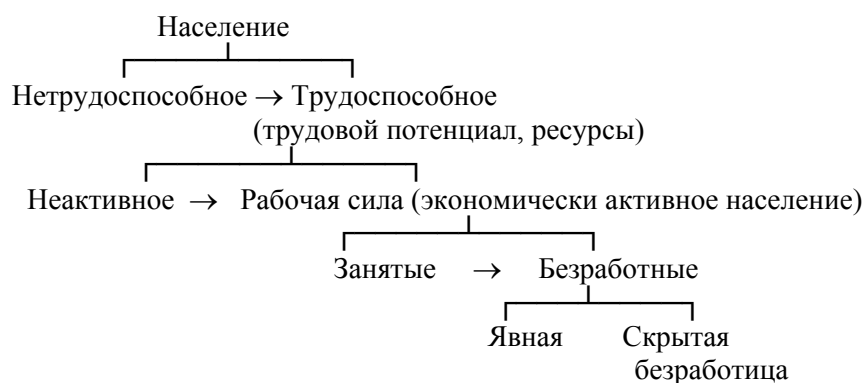 Население
Нетрудоспособное → Трудоспособное
(трудовой потенциал, ресурсы)
Неактивное → Рабочая сила (экономически активное население)
Занятые → Безработные
Явная Скрытая
безработица